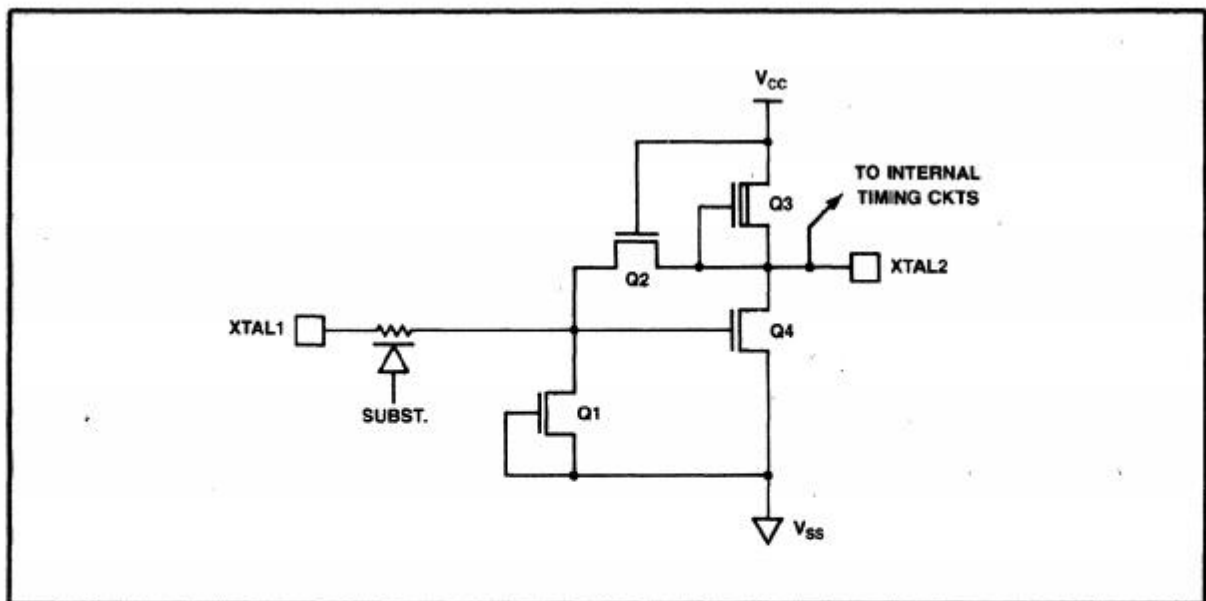 VCC
TO INTERNAL
TIMING CKTS
Q3
Q2
XTAL2
XTAL1
Q4
SUBST.
Q1
VSS